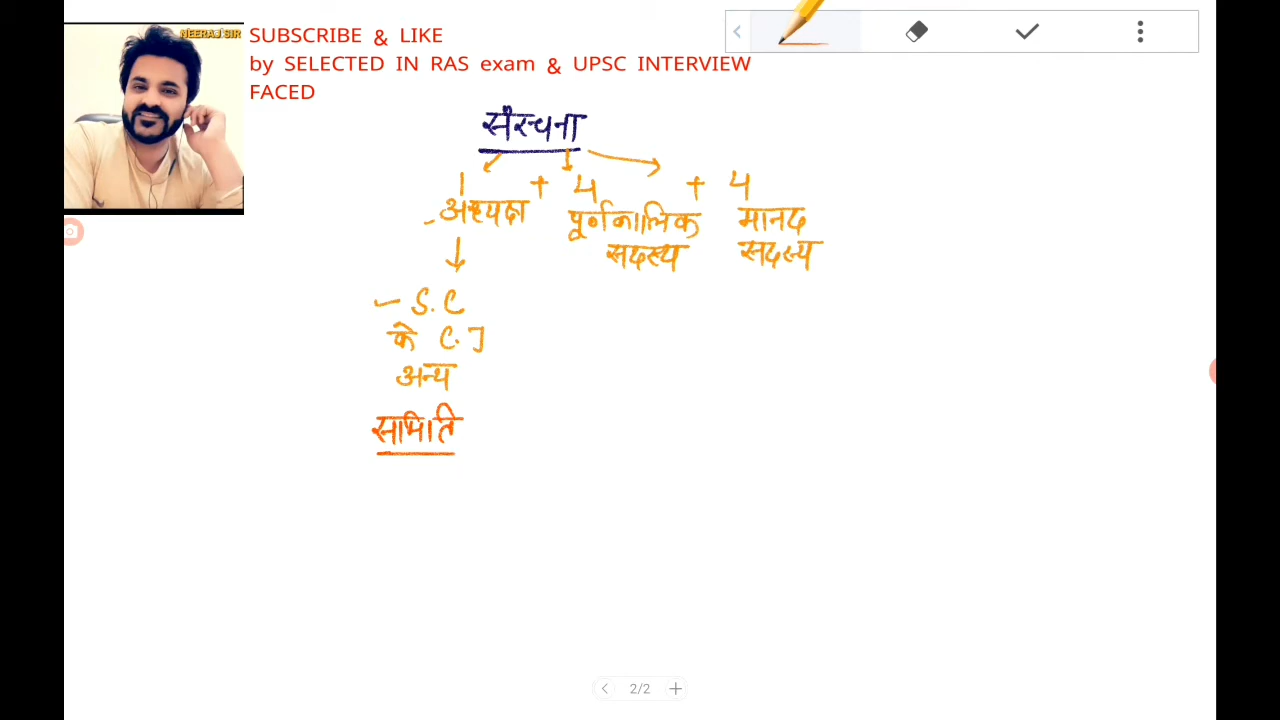 NEERAJ SIR
SUBSCRIBE & LIKE
by SELECTED IN RAS exam & UPSC INTERVIEW
FACED
संरचना
1 + 4 + 4
- अध्यक्ष पूर्णकालिक मानद
सदस्य सदस्य
- S.C
के C.J
अन्य
समिति
2/2